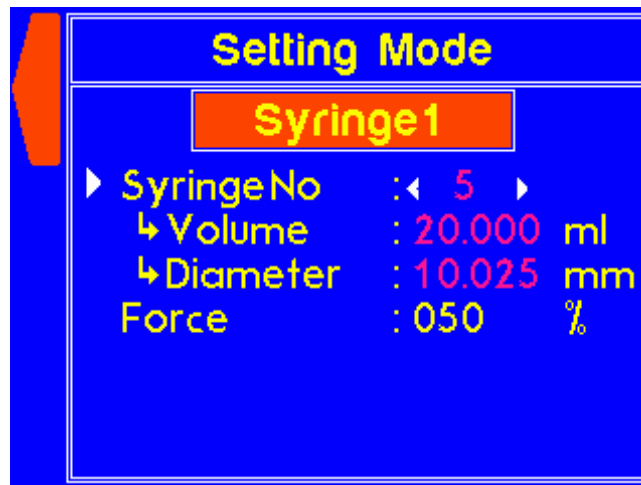 Setting Mode
Syringe1
SyringeNo : 5
↳Volume : 20.000 ml
↳Diameter : 10.025 mm
Force : 050 %